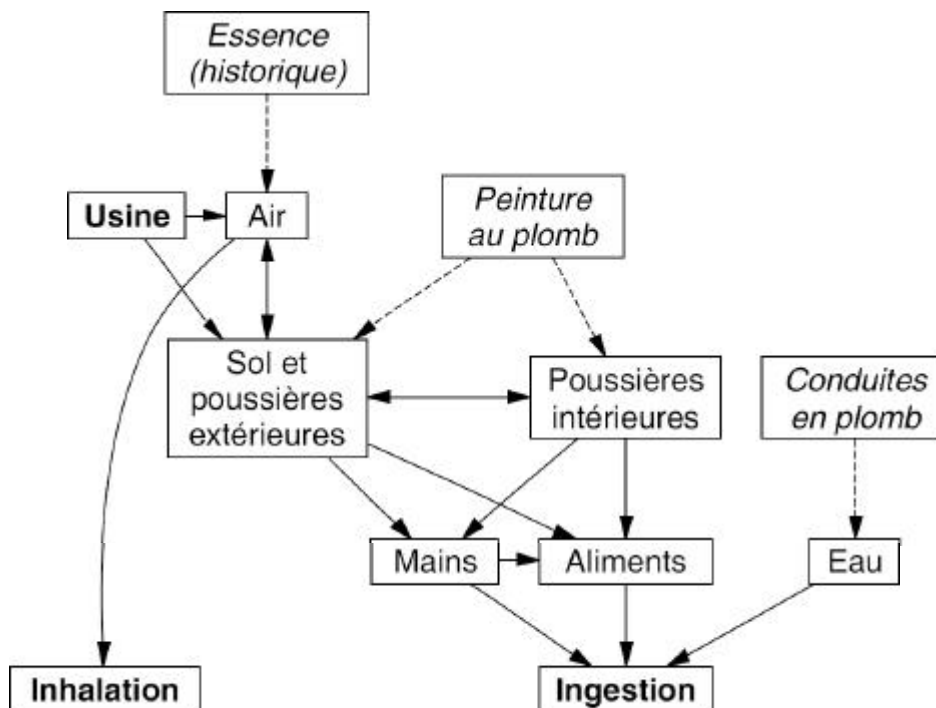 Essence
(historique)
Usine
Air
Peinture
au plomb
Sol et
poussières
extérieures
Poussières
intérieures
Conduites
en plomb
Mains
Aliments
Eau
Inhalation
Ingestion